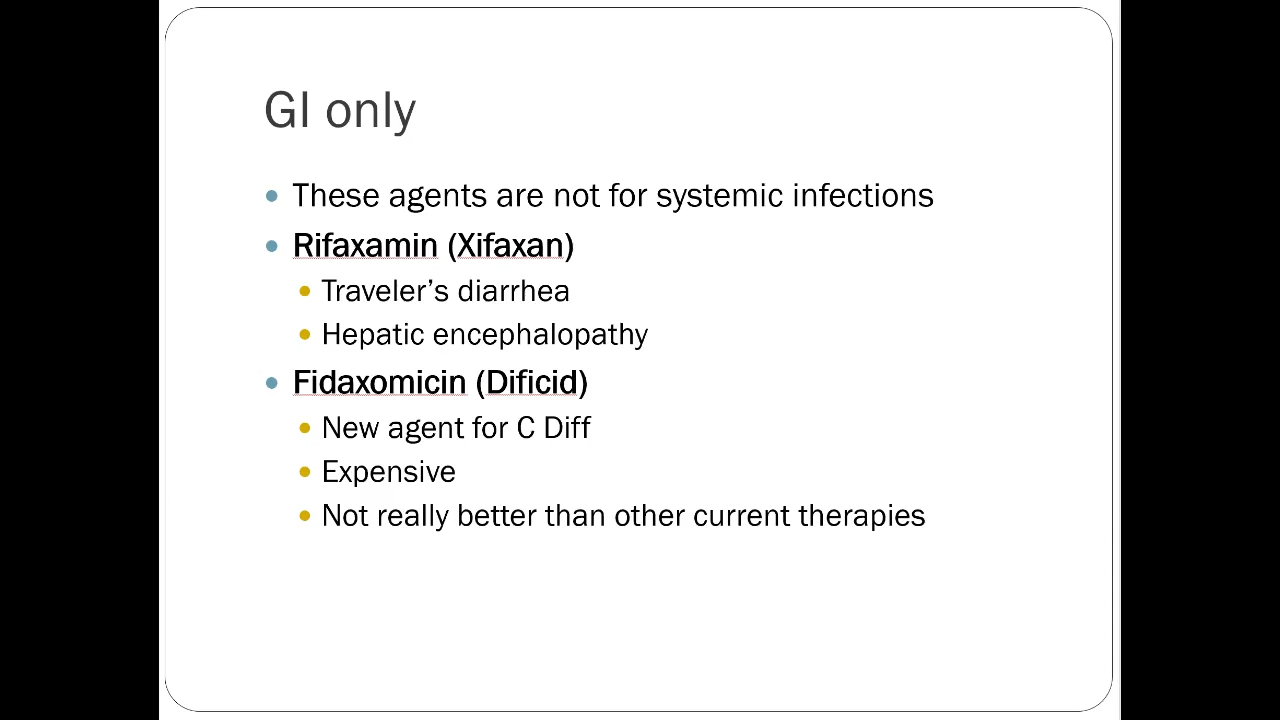 GI only
These agents are not for systemic infections
Rifaxamin (Xifaxan)
Traveler’s diarrhea
Hepatic encephalopathy
Fidaxomicin (Dificid)
New agent for C Diff
Expensive
Not really better than other current therapies